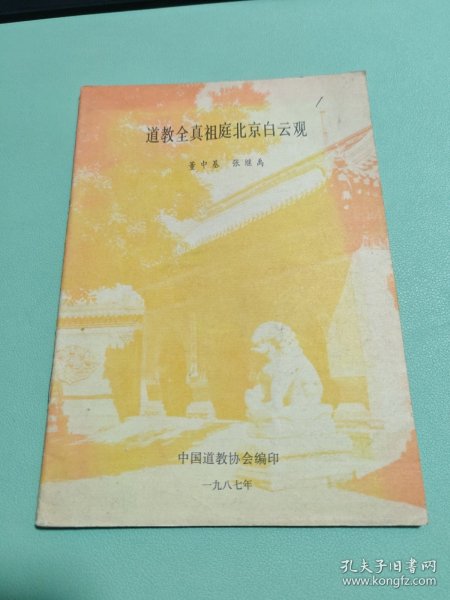 道教全真祖庭北京白云观
董中基 张继禹
中国道教协会编印
一九八七年
孔夫子旧书网
www.kongfz.com